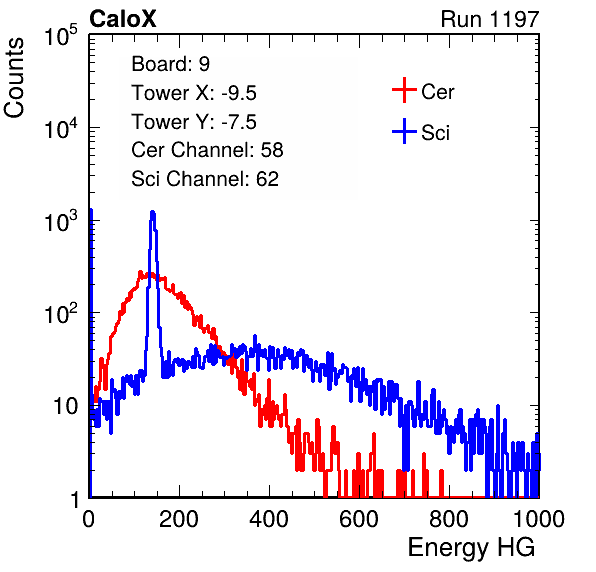 CaloX Run 1197
Counts
10^5
10^4
10^3
10^2
10
1
Board: 9
Tower X: -9.5
Tower Y: -7.5
Cer Channel: 58
Sci Channel: 62
Cer
Sci
0 200 400 600 800 1000
Energy HG